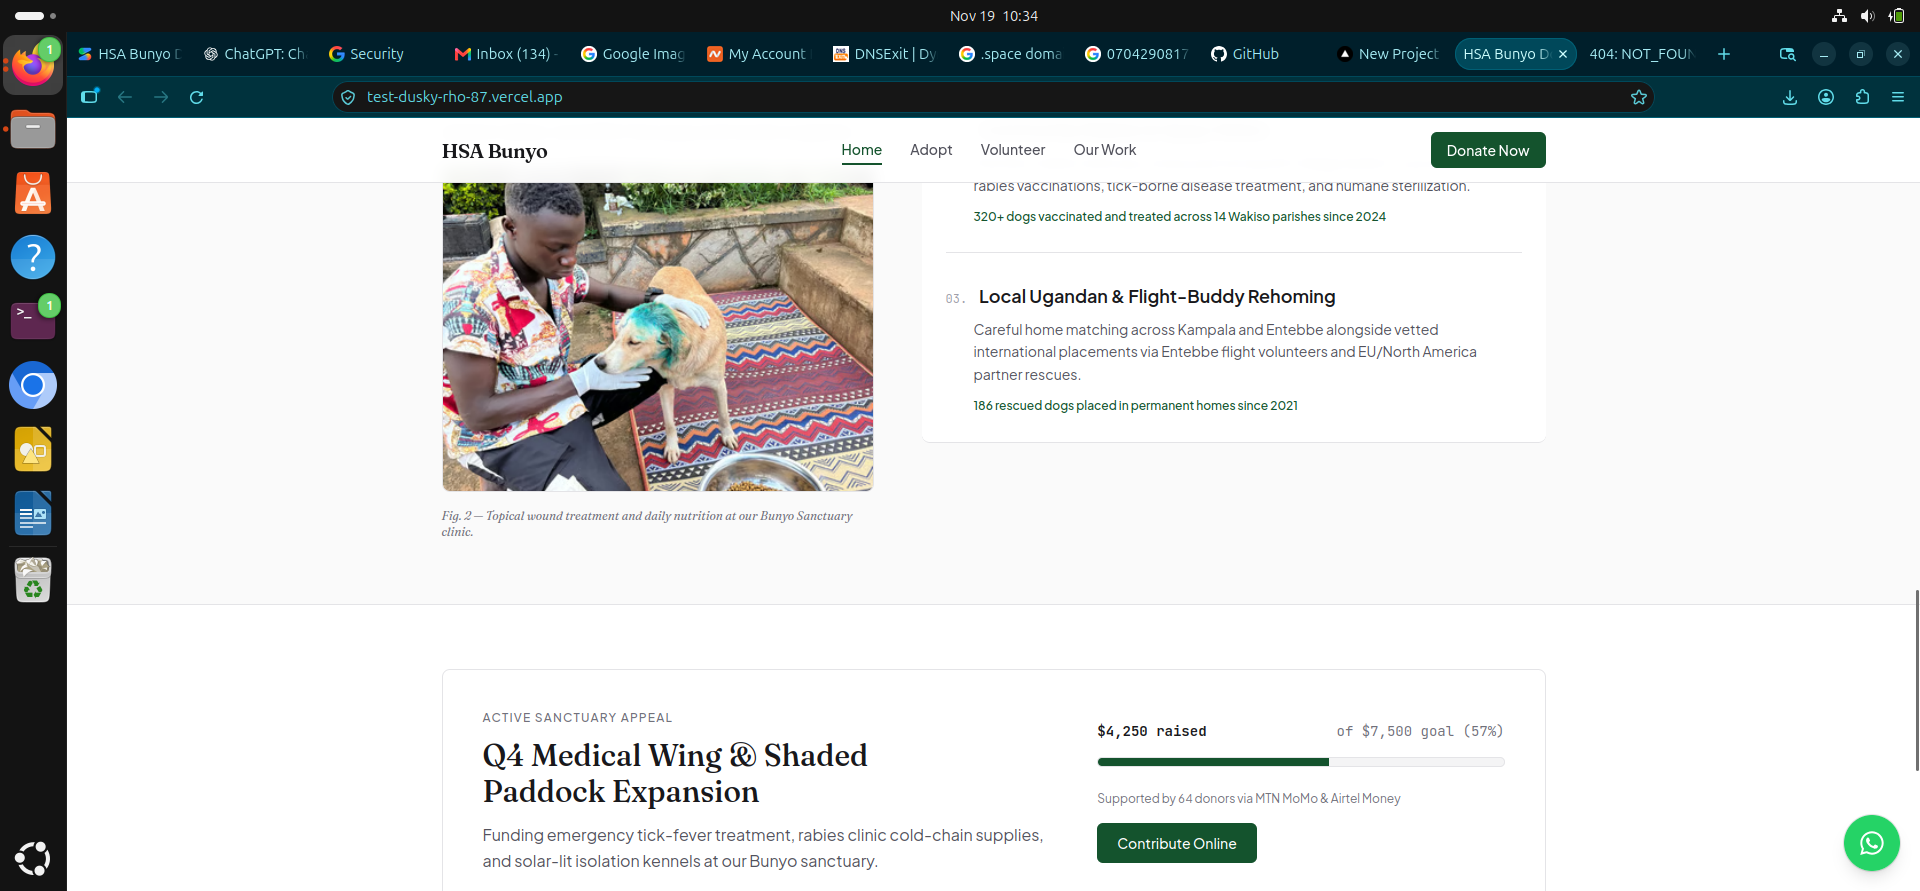 Nov 19 10:34
HSA Bunyo D
ChatGPT: Ch
Security
Inbox (134) -
Google Imag
My Account
DNSExit | Dy
.space doma
0704290817
GitHub
New Project
HSA Bunyo D
404: NOT_FOUN
test-dusky-rho-87.vercel.app
HSA Bunyo
Home
Adopt
Volunteer
Our Work
Donate Now
rabies vaccinations, tick-borne disease treatment, and humane sterilization.
320+ dogs vaccinated and treated across 14 Wakiso parishes since 2024
03. Local Ugandan & Flight-Buddy Rehoming
Careful home matching across Kampala and Entebbe alongside vetted
international placements via Entebbe flight volunteers and EU/North America
partner rescues.
186 rescued dogs placed in permanent homes since 2021
Fig. 2 — Topical wound treatment and daily nutrition at our Bunyo Sanctuary
clinic.
ACTIVE SANCTUARY APPEAL
Q4 Medical Wing & Shaded
Paddock Expansion
Funding emergency tick-fever treatment, rabies clinic cold-chain supplies,
and solar-lit isolation kennels at our Bunyo sanctuary.
$4,250 raised
of $7,500 goal (57%)
Supported by 64 donors via MTN MoMo & Airtel Money
Contribute Online
1
1